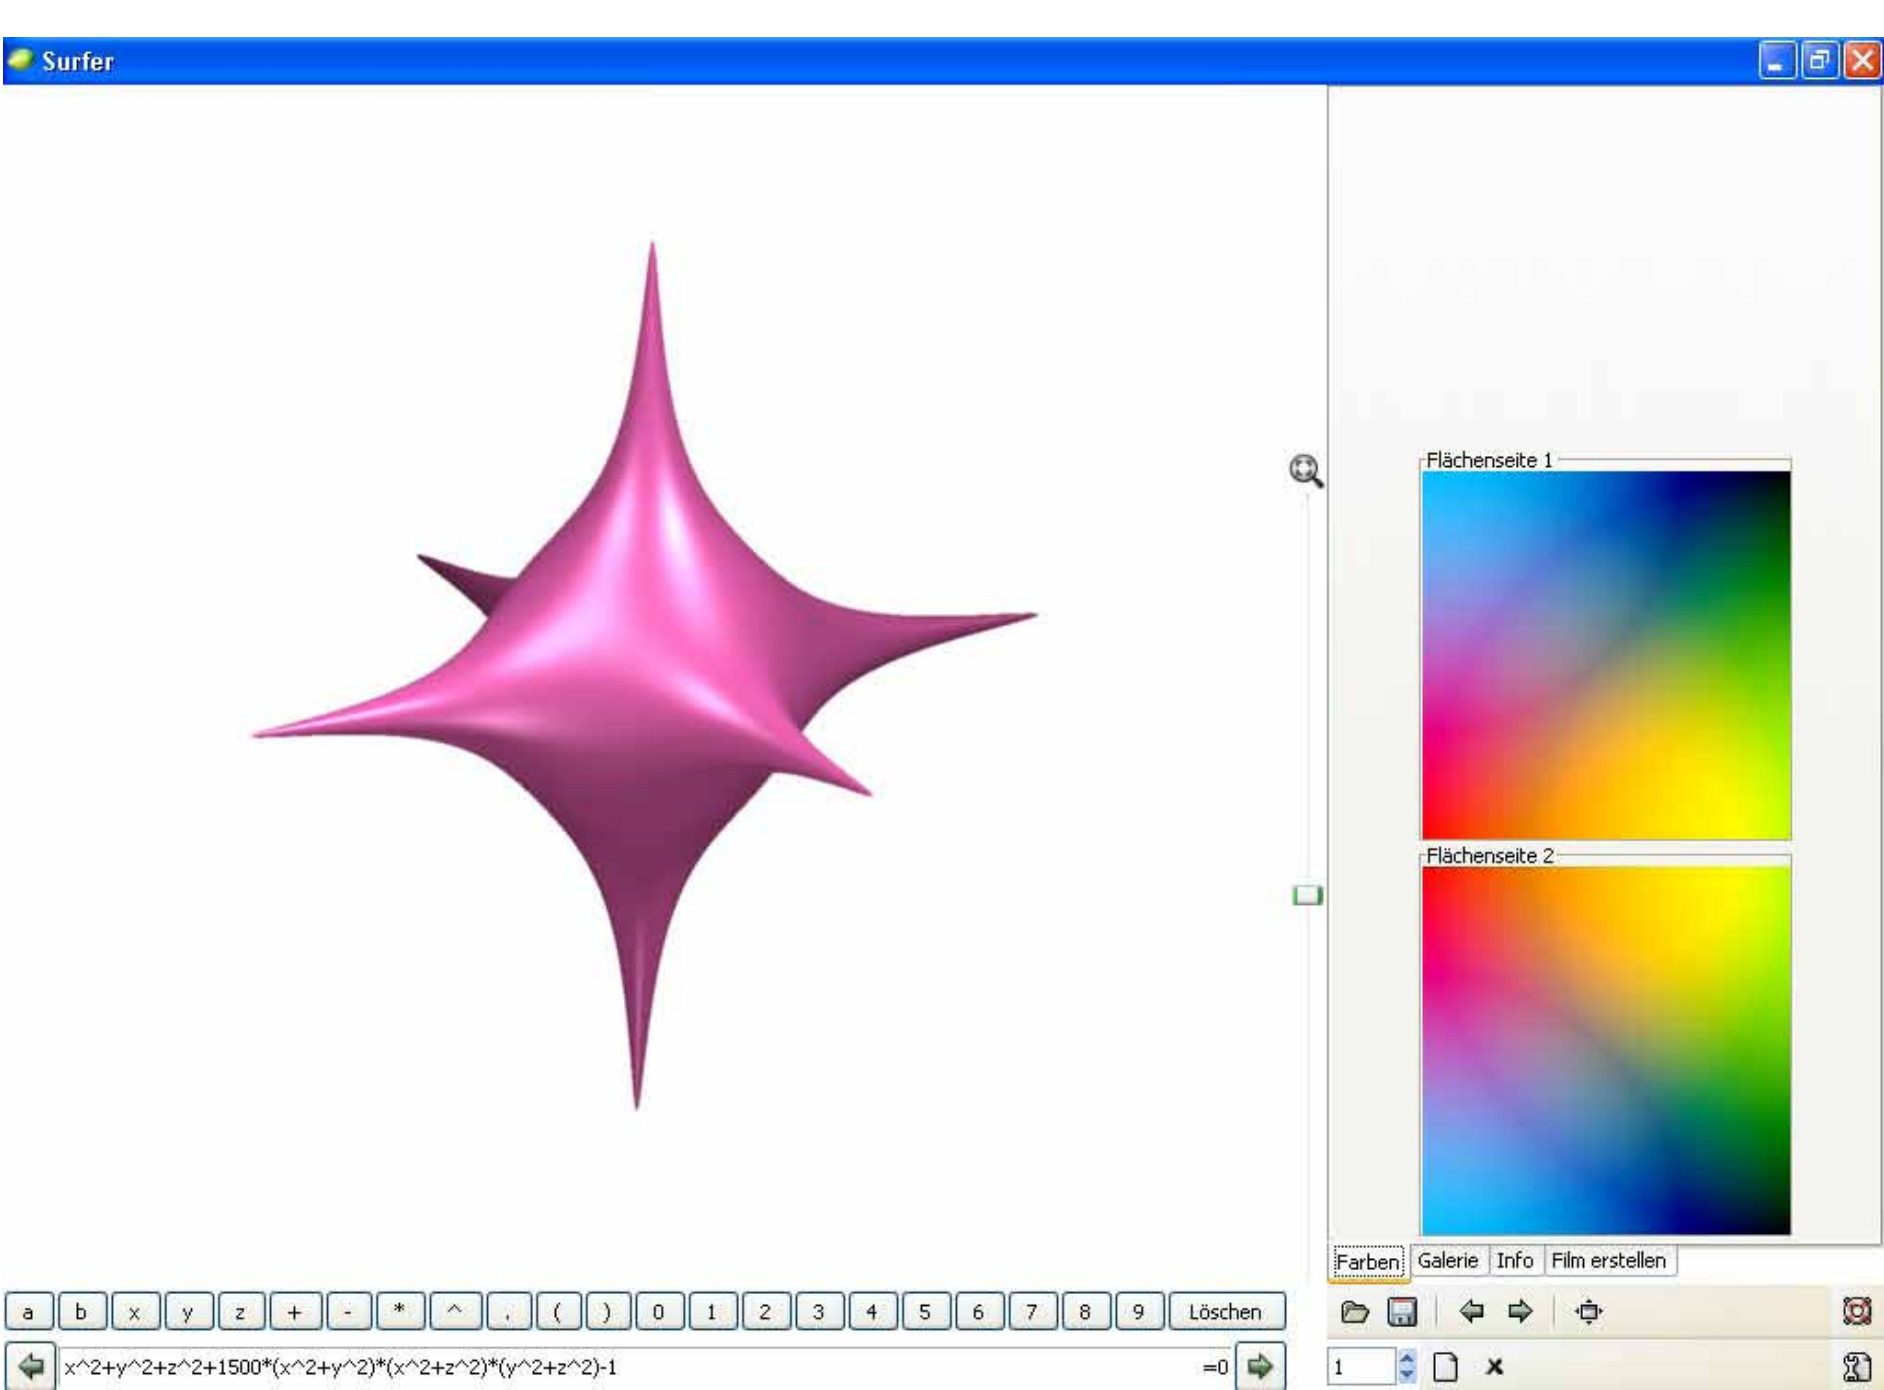 Surfer
Flächenseite 1
Flächenseite 2
Farben Galerie Info Film erstellen
a b x y z + - * ^ . ( ) 0 1 2 3 4 5 6 7 8 9 Löschen
x^2+y^2+z^2+1500*(x^2+y^2)*(x^2+z^2)*(y^2+z^2)-1 =0 1